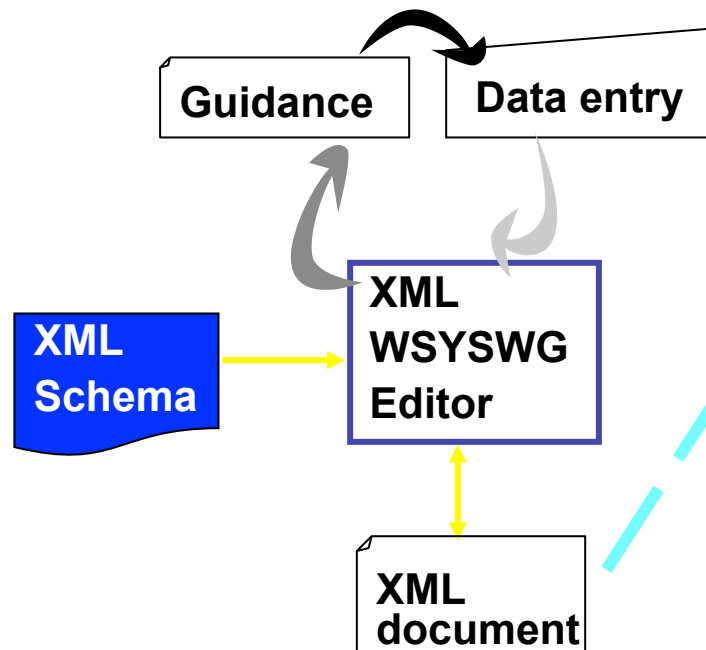 Guidance
Data entry
XML
WSYSWG
Editor
XML
Schema
XML
document